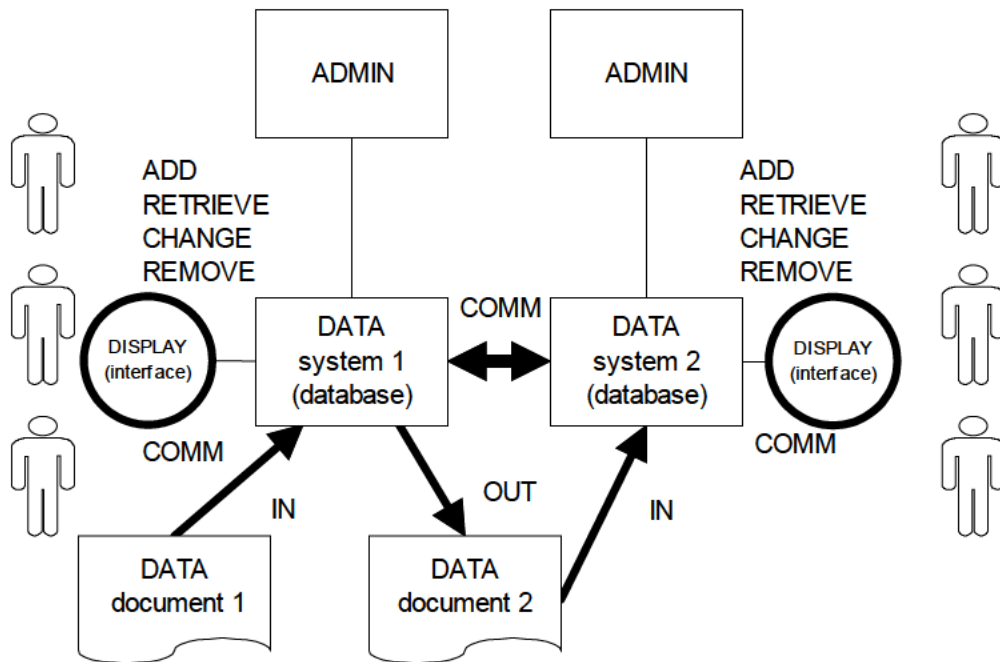 ADMIN
ADMIN
ADD
RETRIEVE
CHANGE
REMOVE
ADD
RETRIEVE
CHANGE
REMOVE
DISPLAY
(interface)
DATA
system 1
(database)
COMM
DATA
system 2
(database)
DISPLAY
(interface)
COMM
COMM
IN
OUT
IN
DATA
document 1
DATA
document 2